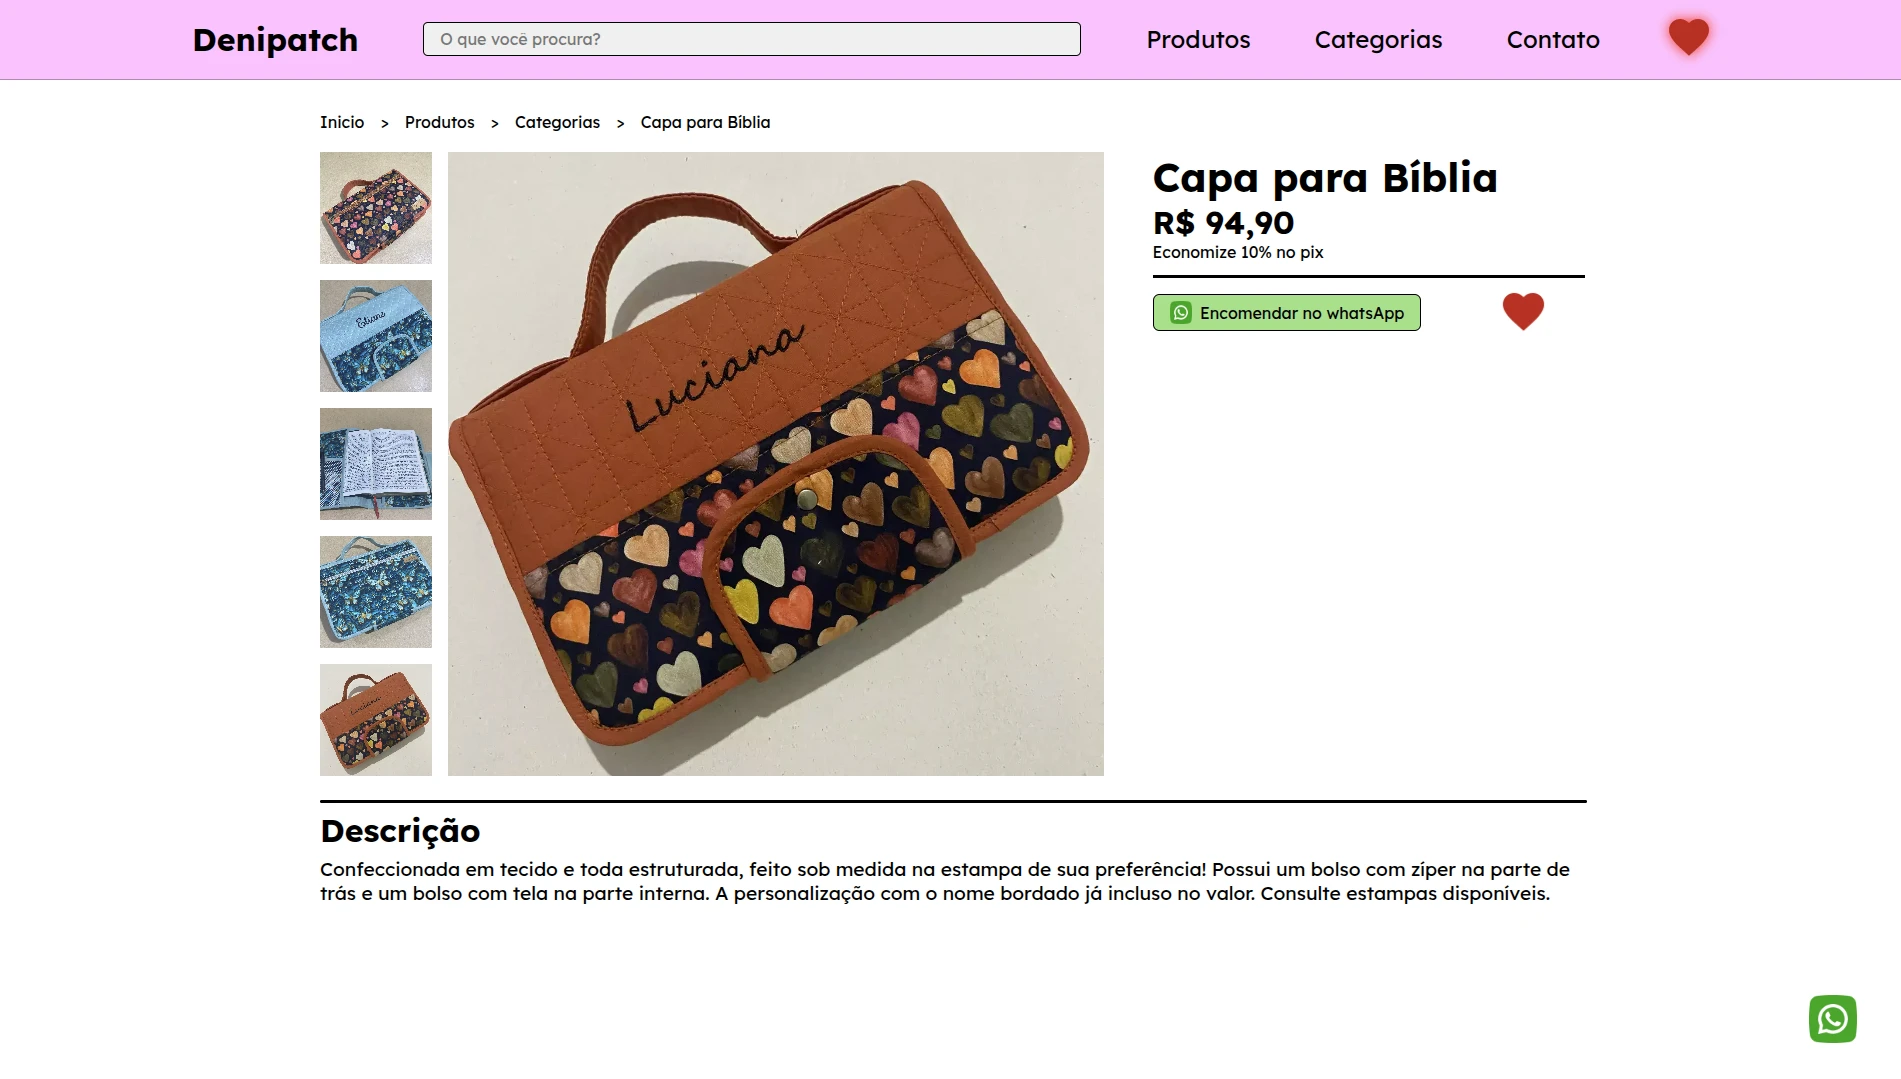 Denipatch
O que você procura?
Produtos
Categorias
Contato
Inicio > Produtos > Categorias > Capa para Bíblia
Eliane
Luciana
Luciana
Capa para Bíblia
R$ 94,90
Economize 10% no pix
Encomendar no whatsApp
Descrição
Confeccionada em tecido e toda estruturada, feito sob medida na estampa de sua preferência! Possui um bolso com zíper na parte de
trás e um bolso com tela na parte interna. A personalização com o nome bordado já incluso no valor. Consulte estampas disponíveis.